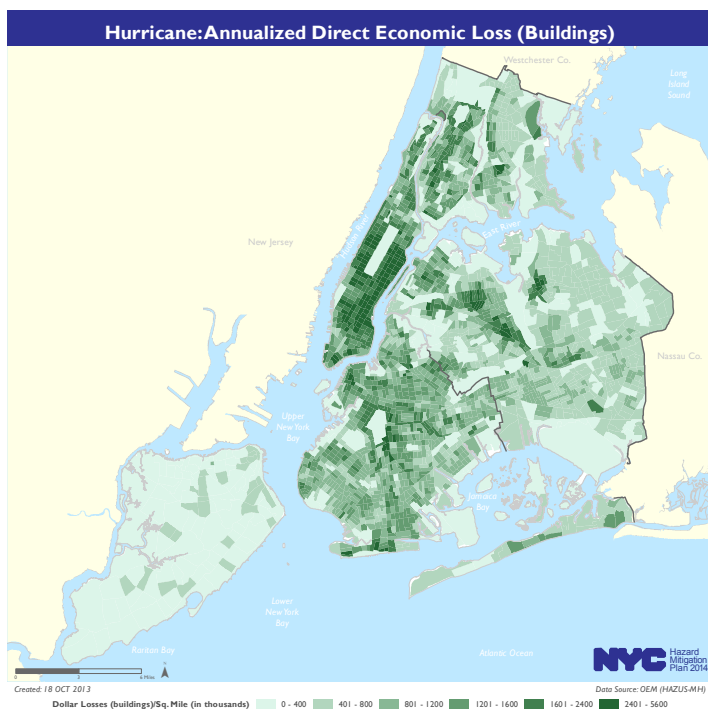 Hurricane:Annualized Direct Economic Loss (Buildings)
Westchester Co.
Long
Island
Sound
Hudson River
East River
New Jersey
Nassau Co.
Upper
New York
Bay
Jamaica
Bay
Lower
New York
Bay
Raritan Bay
Atlantic Ocean
N
0 3 6 Miles
NYC Hazard
Mitigation
Plan 2014
Created: 18 OCT 2013
Data Source: OEM (HAZUS-MH)
Dollar Losses (buildings)/Sq. Mile (in thousands) 0 - 400 401 - 800 801 - 1200 1201 - 1600 1601 - 2400 2401 - 5600